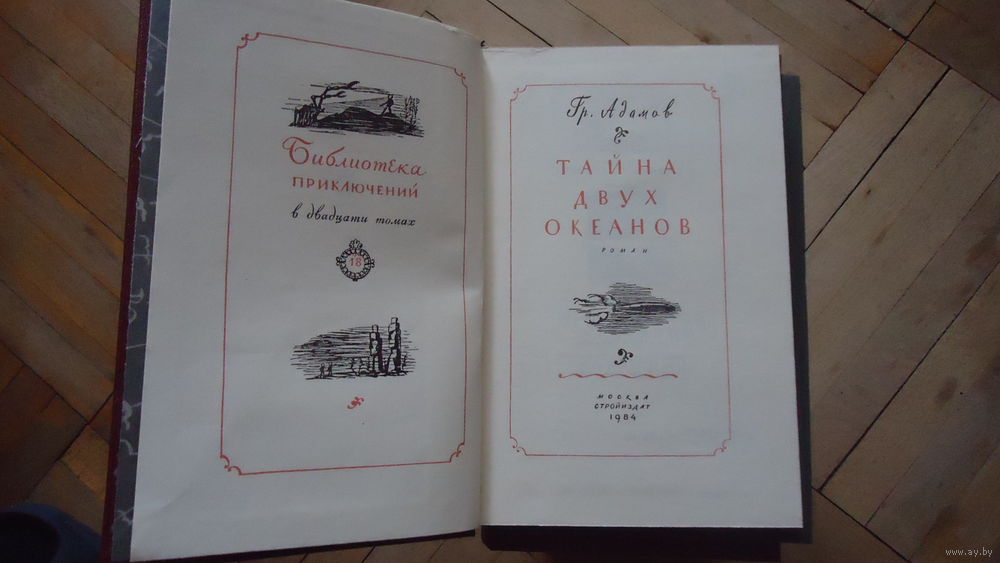 Библиотека
ПРИКЛЮЧЕНИЙ
в двадцати томах
18
Гр. Адамов
ТАЙНА
ДВУХ
ОКЕАНОВ
РОМАН
МОСКВА
СТРОЙИЗДАТ
1984
www.ay.by